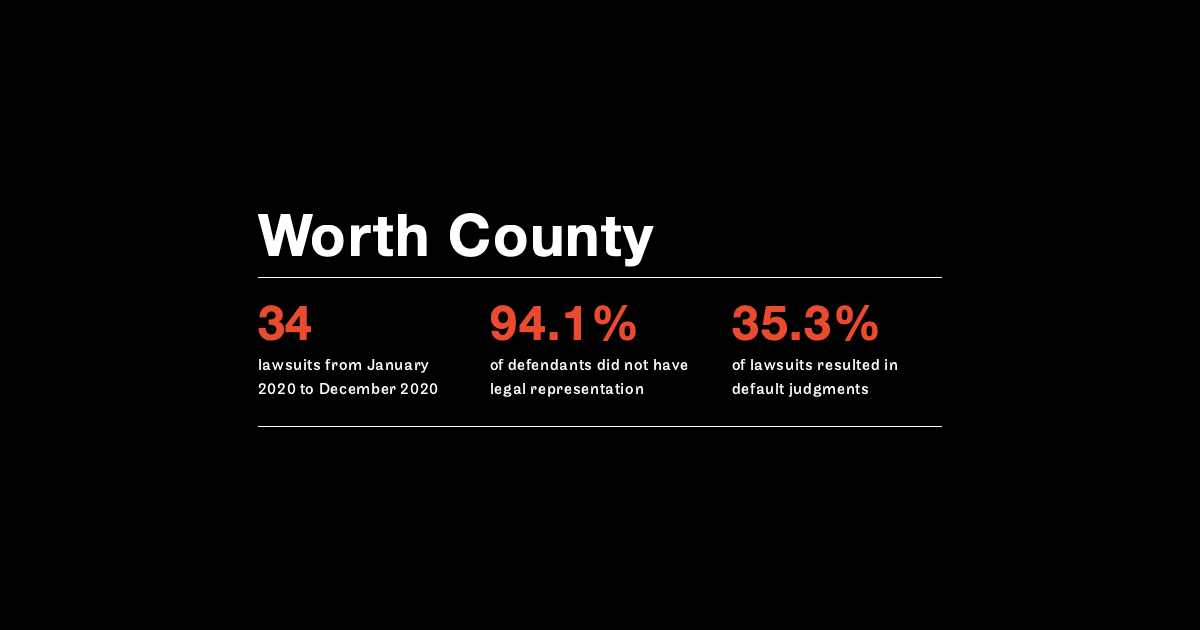 Worth County
34
lawsuits from January
2020 to December 2020
94.1%
of defendants did not have
legal representation
35.3%
of lawsuits resulted in
default judgments